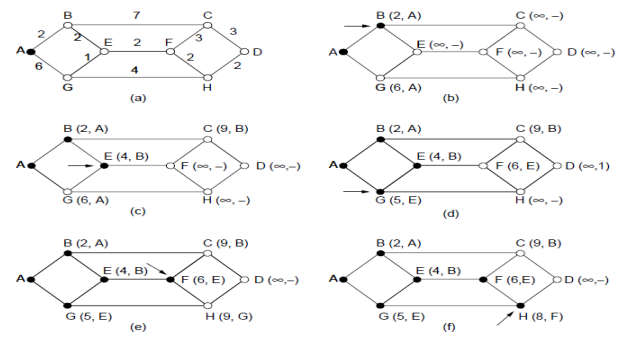 B 7 C
2 2 3 3
A E 2 F D
6 1 2 2
G 4 H
(a)
B (2, A) C (∞, –)
A E (∞, –) F (∞, –) D (∞, –)
G (6, A) H (∞, –)
(b)
B (2, A) C (9, B)
A E (4, B) F (∞, –) D (∞,–)
G (6, A) H (∞, –)
(c)
B (2, A) C (9, B)
A E (4, B) F (6, E) D (∞,1)
G (5, E) H (∞, –)
(d)
B (2, A) C (9, B)
A E (4, B) F (6, E) D (∞,–)
G (5, E) H (9, G)
(e)
B (2, A) C (9, B)
A E (4, B) F (6,E) D (∞,–)
G (5, E) H (8, F)
(f)